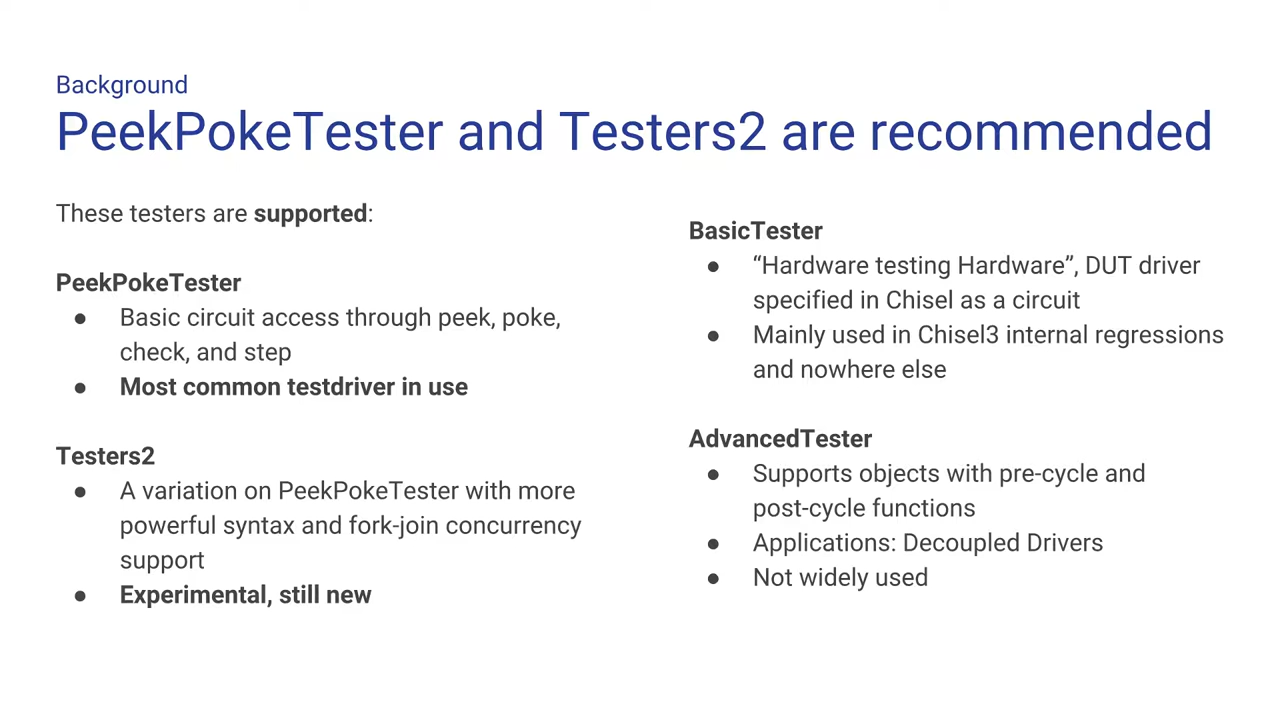 Background
PeekPokeTester and Testers2 are recommended
These testers are supported:
PeekPokeTester
● Basic circuit access through peek, poke,
check, and step
● Most common testdriver in use
Testers2
● A variation on PeekPokeTester with more
powerful syntax and fork-join concurrency
support
● Experimental, still new
BasicTester
● “Hardware testing Hardware”, DUT driver
specified in Chisel as a circuit
● Mainly used in Chisel3 internal regressions
and nowhere else
AdvancedTester
● Supports objects with pre-cycle and
post-cycle functions
● Applications: Decoupled Drivers
● Not widely used